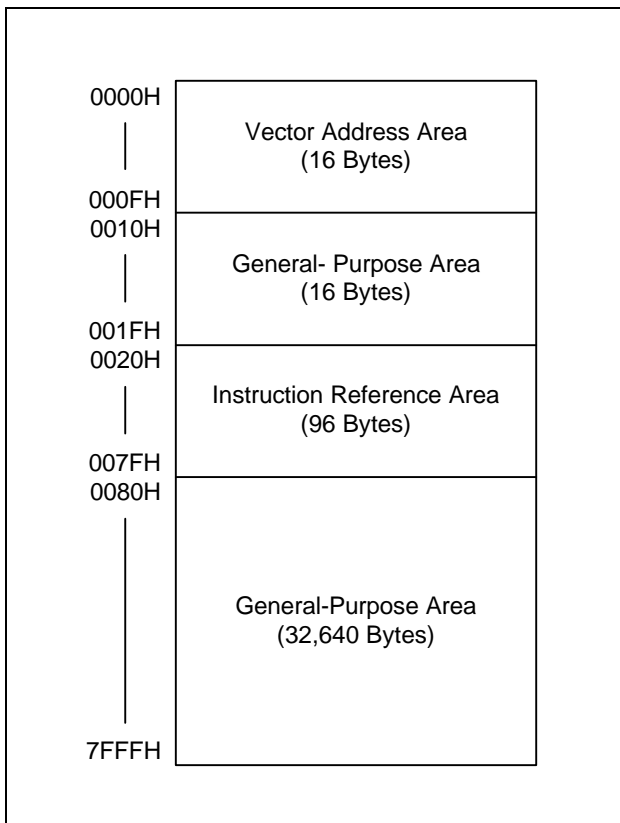 0000H
Vector Address Area
(16 Bytes)
000FH
0010H
General- Purpose Area
(16 Bytes)
001FH
0020H
Instruction Reference Area
(96 Bytes)
007FH
0080H
General-Purpose Area
(32,640 Bytes)
7FFFH